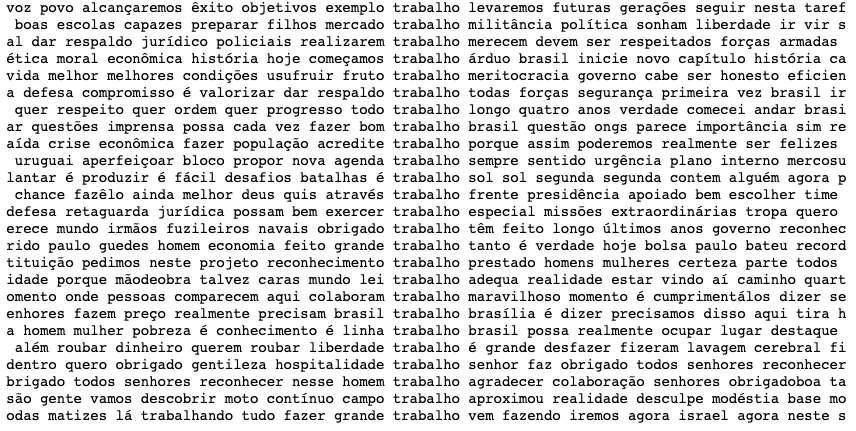 voz povo alcançaremos êxito objetivos exemplo trabalho levaremos futuras gerações seguir nesta taref
boas escolas capazes preparar filhos mercado trabalho militância política sonham liberdade ir vir s
al dar respaldo jurídico policiais realizarem trabalho merecem devem ser respeitados forças armadas
ética moral econômica história hoje começamos trabalho árduo brasil inicie novo capítulo história ca
vida melhor melhores condições usufruir fruto trabalho meritocracia governo cabe ser honesto eficien
a defesa compromisso é valorizar dar respaldo trabalho todas forças segurança primeira vez brasil ir
quer respeito quer ordem quer progresso todo trabalho longo quatro anos verdade comecei andar brasi
ar questões imprensa possa cada vez fazer bom trabalho brasil questão ongs parece importância sim re
aída crise econômica fazer população acredite trabalho porque assim poderemos realmente ser felizes
uruguai aperfeiçoar bloco propor nova agenda trabalho sempre sentido urgência plano interno mercosu
lantar é produzir é fácil desafios batalhas é trabalho sol sol segunda segunda contem alguém agora p
chance fazêlo ainda melhor deus quis através trabalho frente presidência apoiado bem escolher time
defesa retaguarda jurídica possam bem exercer trabalho especial missões extraordinárias tropa quero
erece mundo irmãos fuzileiros navais obrigado trabalho têm feito longo últimos anos governo reconhec
rido paulo guedes homem economia feito grande trabalho tanto é verdade hoje bolsa paulo bateu record
tituição pedimos neste projeto reconhecimento trabalho prestado homens mulheres certeza parte todos
idade porque mãodeobra talvez caras mundo lei trabalho adequa realidade estar vindo aí caminho quart
omento onde pessoas comparecem aqui colaboram trabalho maravilhoso momento é cumprimentálos dizer se
enhores fazem preço realmente precisam brasil trabalho brasília é dizer precisamos disso aqui tira h
a homem mulher pobreza é conhecimento é linha trabalho brasil possa realmente ocupar lugar destaque
além roubar dinheiro querem roubar liberdade trabalho é grande desfazer fizeram lavagem cerebral fi
dentro quero obrigado gentileza hospitalidade trabalho senhor faz obrigado todos senhores reconhecer
brigado todos senhores reconhecer nesse homem trabalho agradecer colaboração senhores obrigadoboa ta
são gente vamos descobrir moto contínuo campo trabalho aproximou realidade desculpe modéstia base mo
odas matizes lá trabalhando tudo fazer grande trabalho vem fazendo iremos agora israel agora neste s